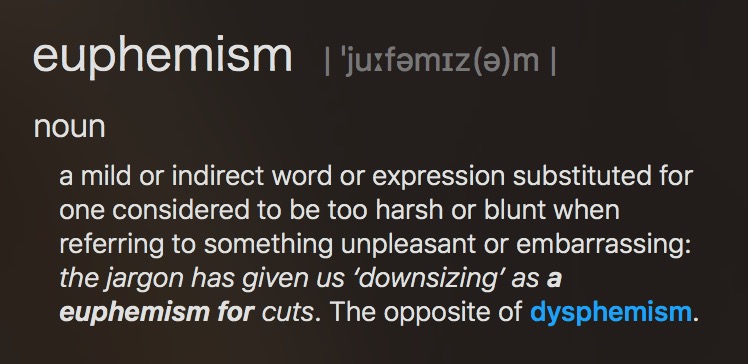 euphemism | ˈjuːfəmɪz(ə)m |
noun
a mild or indirect word or expression substituted for
one considered to be too harsh or blunt when
referring to something unpleasant or embarrassing:
the jargon has given us ‘downsizing’ as a
euphemism for cuts. The opposite of dysphemism.